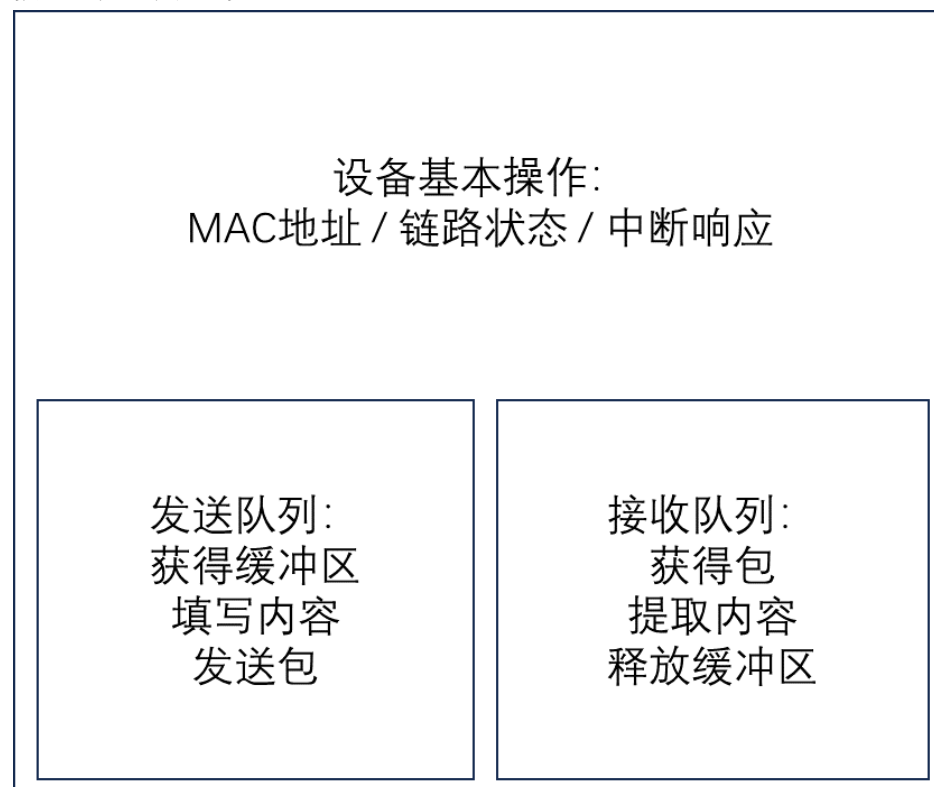 设备基本操作:
MAC地址 / 链路状态 / 中断响应
发送队列:
获得缓冲区
填写内容
发送包
接收队列:
获得包
提取内容
释放缓冲区